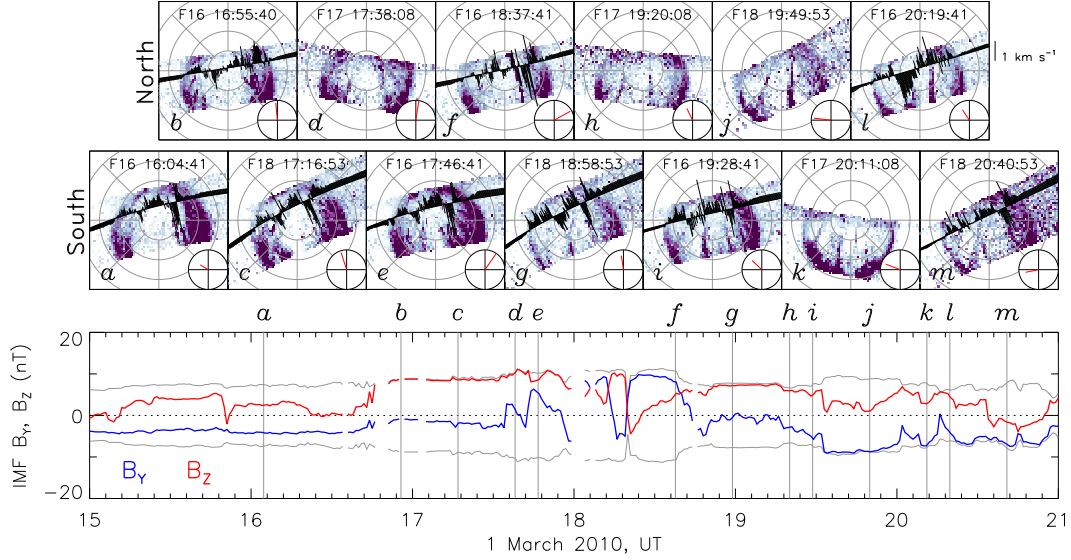 F16 16:55:40 F17 17:38:08 F16 18:37:41 F17 19:20:08 F18 19:49:53 F16 20:19:41
North
1 km s⁻¹
b d f h j l
F16 16:04:41 F18 17:16:53 F16 17:46:41 F18 18:58:53 F16 19:28:41 F17 20:11:08 F18 20:40:53
South
a c e g i k m
a b c d e f g h i j k l m
IMF B_Y, B_Z (nT)
20
0
-20
B_Y B_Z
15 16 17 18 19 20 21
1 March 2010, UT